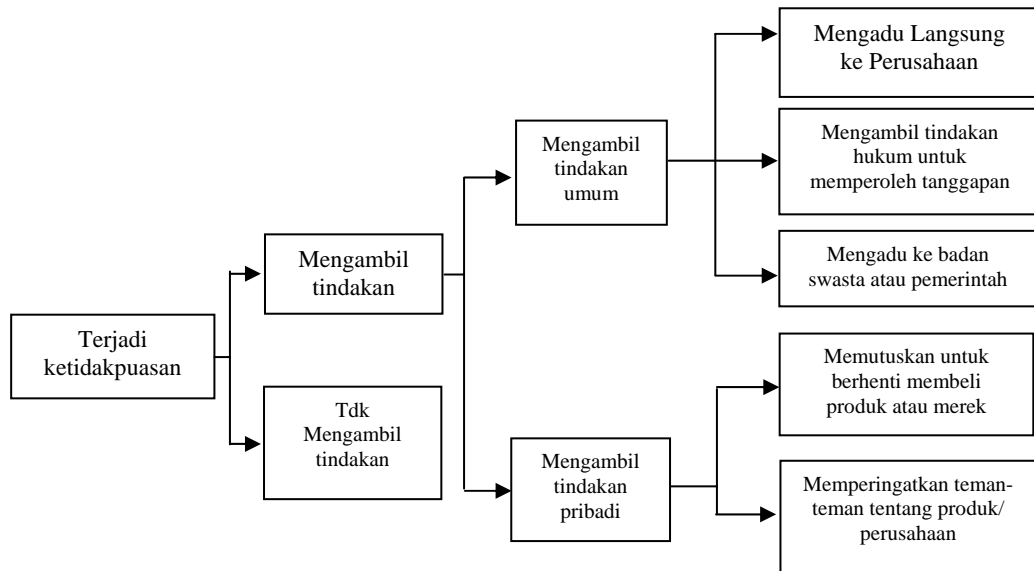 Terjadi
ketidakpuasan
Mengambil
tindakan
Tdk
Mengambil
tindakan
Mengambil
tindakan
umum
Mengambil
tindakan
pribadi
Mengadu Langsung
ke Perusahaan
Mengambil tindakan
hukum untuk
memperoleh tanggapan
Mengadu ke badan
swasta atau pemerintah
Memutuskan untuk
berhenti membeli
produk atau merek
Memperingatkan teman-
teman tentang produk/
perusahaan